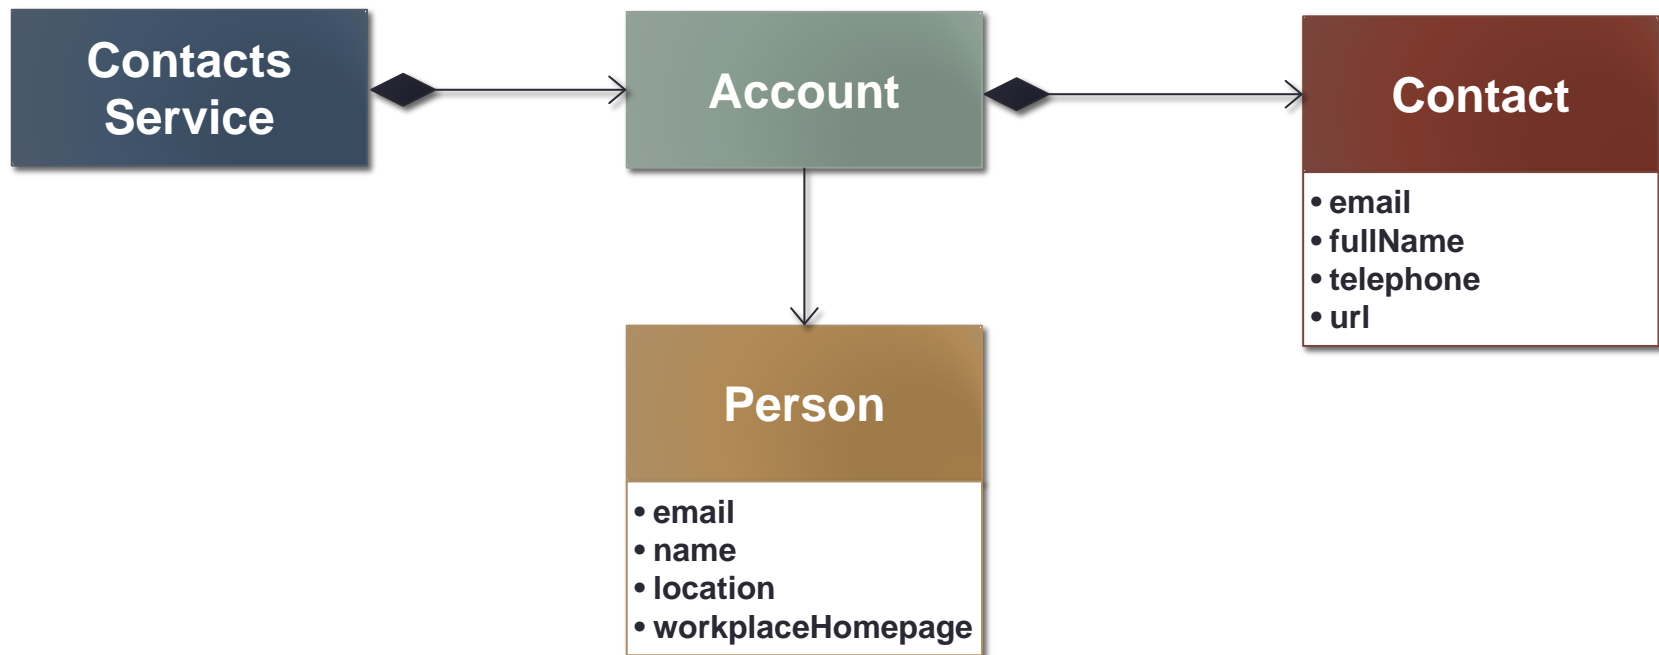 Contacts
Service
Account
Contact
• email
• fullName
• telephone
• url
Person
• email
• name
• location
• workplaceHomepage